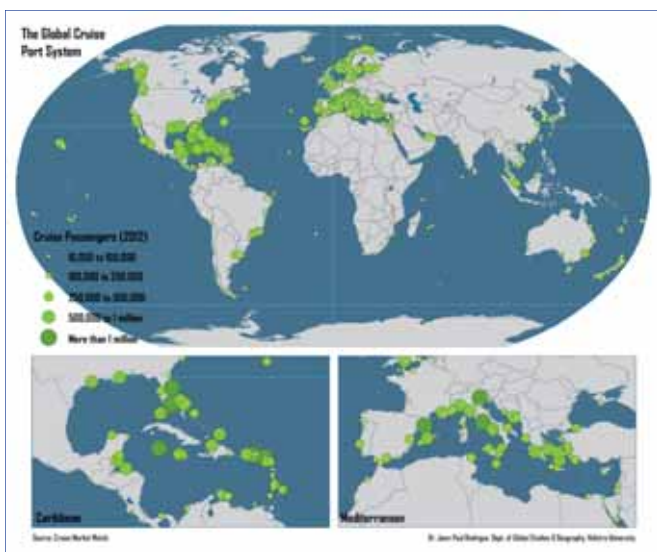 The Global Cruise
Port System
Cruise Passengers (2012)
10,000 to 100,000
100,000 to 250,000
250,000 to 500,000
500,000 to 1 million
More than 1 million
Caribbean
Mediterranean
Source: Cruise Market Watch
Dr. Jean-Paul Rodrigue, Dept. of Global Studies & Geography, Hofstra University